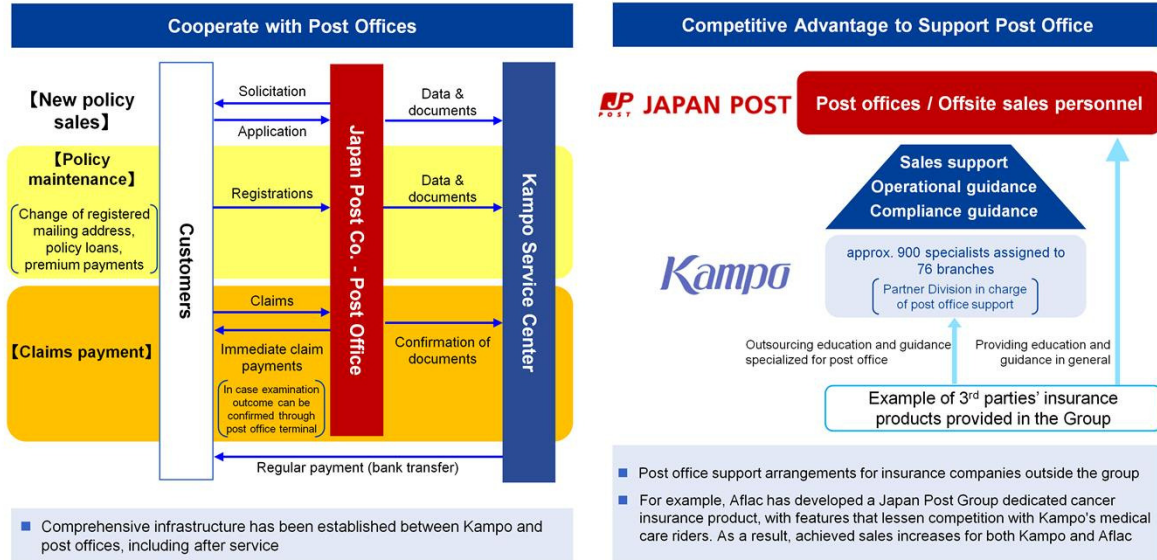 Cooperate with Post Offices
【New policy
sales】
Solicitation
Application
Data &
documents
【Policy
maintenance】
Change of registered
mailing address,
policy loans,
premium payments
Registrations
Data &
documents
Customers
Japan Post Co. - Post Office
Kampo Service Center
【Claims payment】
Claims
Immediate claim
payments
In case examination
outcome can be
confirmed through
post office terminal
Confirmation of
documents
Regular payment (bank transfer)
Comprehensive infrastructure has been established between Kampo and
post offices, including after service
Competitive Advantage to Support Post Office
JP
POST
JAPAN POST
Post offices / Offsite sales personnel
Sales support
Operational guidance
Compliance guidance
Kampo
approx. 900 specialists assigned to
76 branches
Partner Division in charge
of post office support
Outsourcing education and guidance
specialized for post office
Providing education and
guidance in general
Example of 3rd parties' insurance
products provided in the Group
Post office support arrangements for insurance companies outside the group
For example, Aflac has developed a Japan Post Group dedicated cancer
insurance product, with features that lessen competition with Kampo's medical
care riders. As a result, achieved sales increases for both Kampo and Aflac